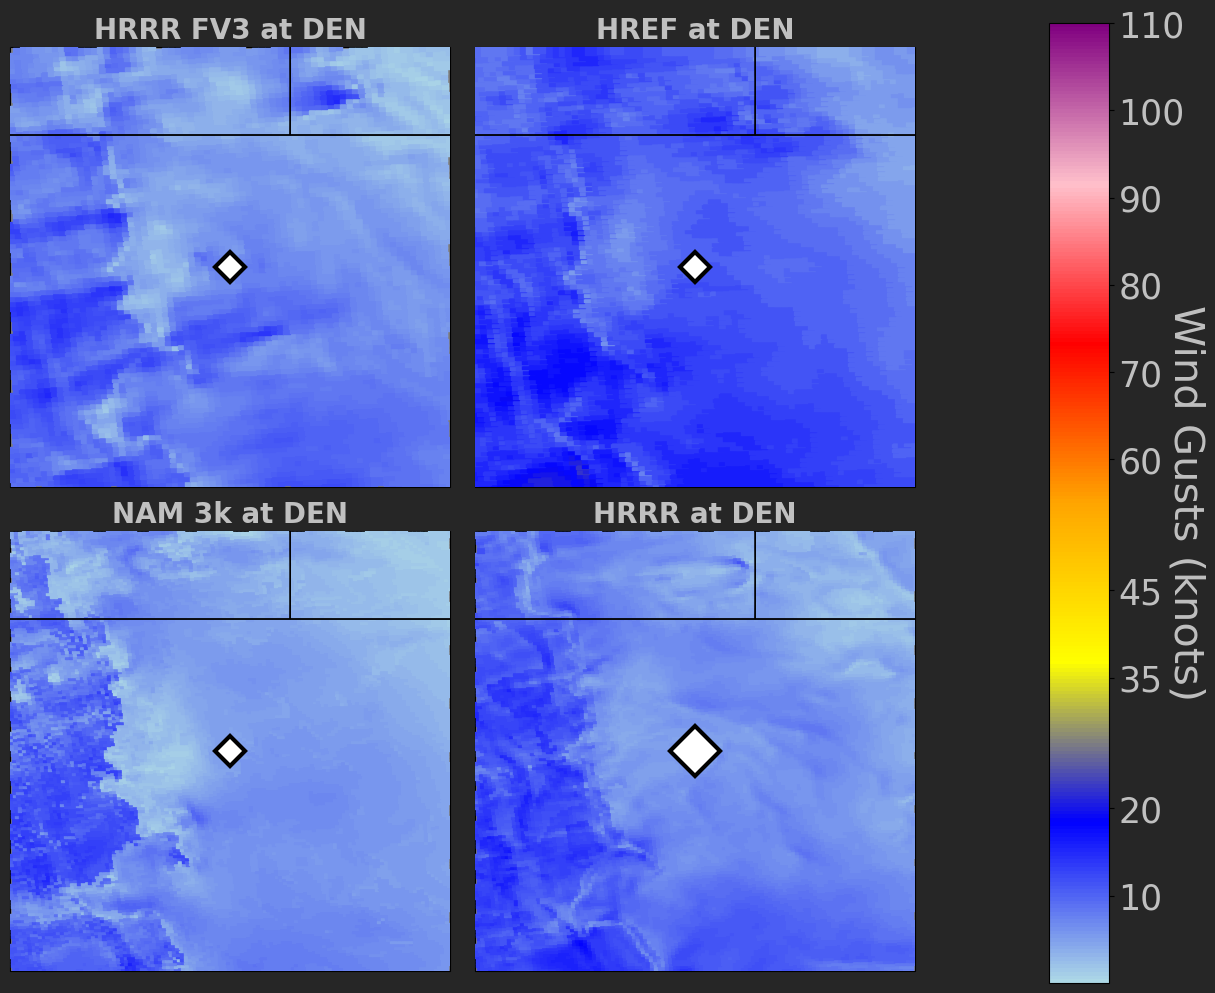 HRRR FV3 at DEN
HREF at DEN
NAM 3k at DEN
HRRR at DEN
110
100
90
80
70
60
45
35
20
10
Wind Gusts (knots)